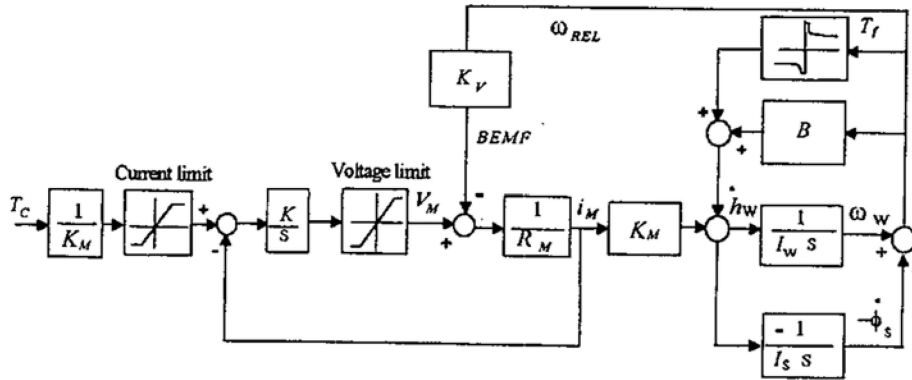 ω_REL
T_f
K_V
B
BEMF
Current limit
Voltage limit
T_C
1
K_M
+
-
K
s
V_M
-
+
1
R_M
i_M
K_M
+
+
ḣ_W
1
I_W s
ω_W
+
- 1
I_S s
-φ̇_s